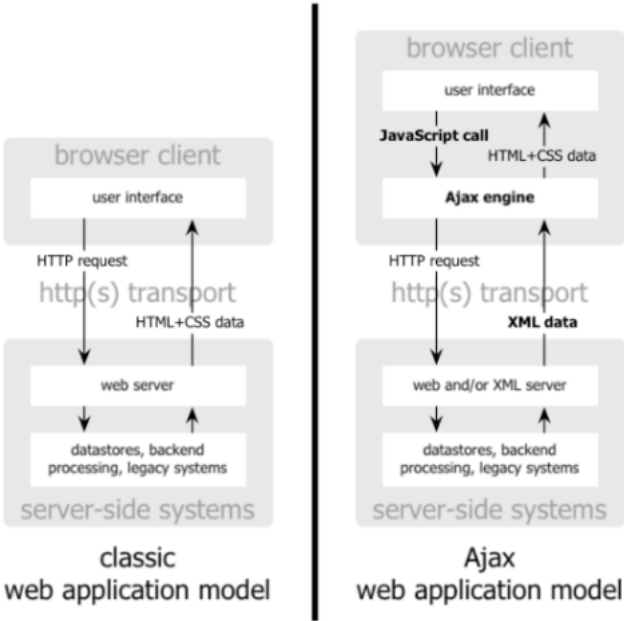 browser client
user interface
HTTP request
http(s) transport
HTML+CSS data
web server
datastores, backend
processing, legacy systems
server-side systems
classic
web application model
browser client
user interface
JavaScript call
HTML+CSS data
Ajax engine
HTTP request
http(s) transport
XML data
web and/or XML server
datastores, backend
processing, legacy systems
server-side systems
Ajax
web application model